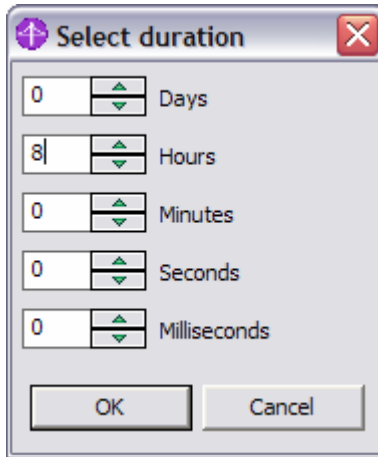 Select duration
0 Days
8 Hours
0 Minutes
0 Seconds
0 Milliseconds
OK Cancel